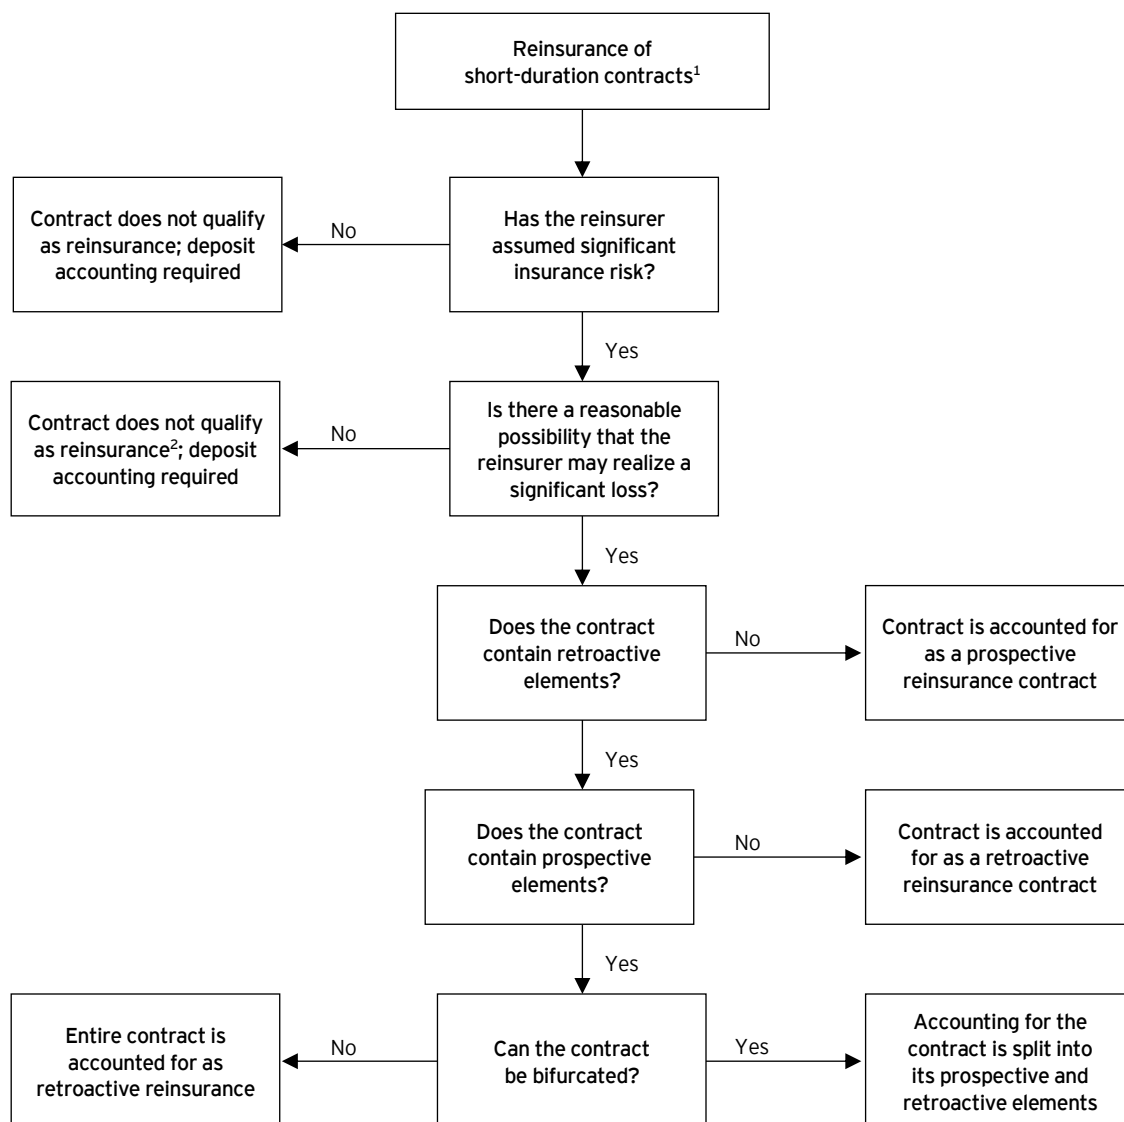 Reinsurance of
short-duration contracts¹
Contract does not qualify
as reinsurance; deposit
accounting required
No
Has the reinsurer
assumed significant
insurance risk?
Yes
Contract does not qualify
as reinsurance²; deposit
accounting required
No
Is there a reasonable
possibility that the
reinsurer may realize a
significant loss?
Yes
Does the contract
contain retroactive
elements?
No
Contract is accounted for
as a prospective
reinsurance contract
Yes
Does the contract
contain prospective
elements?
No
Contract is accounted
for as a retroactive
reinsurance contract
Yes
Entire contract is
accounted for as
retroactive reinsurance
No
Can the contract
be bifurcated?
Yes
Accounting for the
contract is split into
its prospective and
retroactive elements